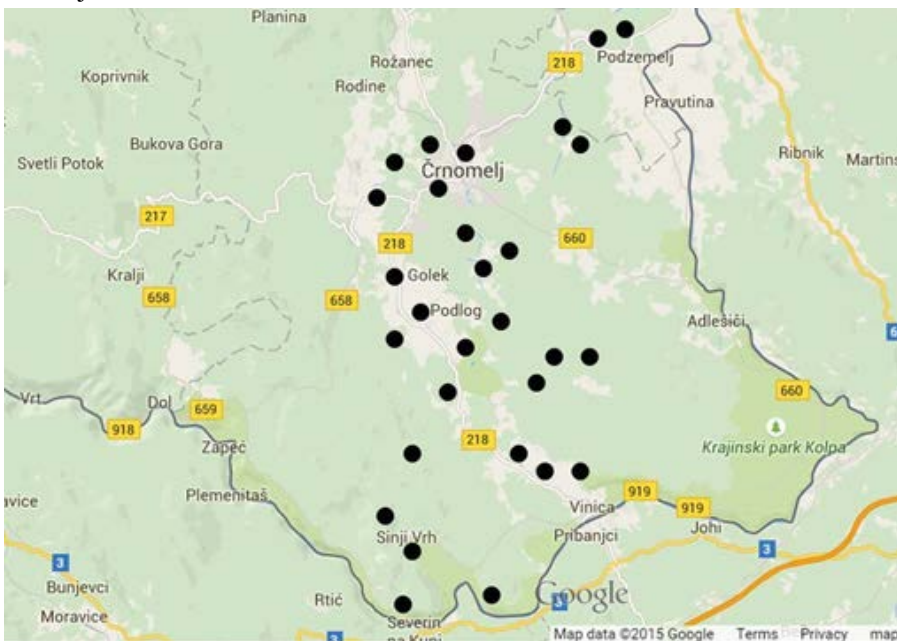 Planina
Podzemelj
Rožanec
218
Koprivnik
Rodine
Pravutina
Bukova Gora
Ribnik
Svetli Potok
Martins
Črnomelj
217
218
660
Kralji
Golek
658
658
Podlog
Adlešiči
6
Vrt
Dol
659
660
918
218
Zapeč
Krajinski park Kolpa
Plemenitaš
919
avice
Vinica
919
Sinji Vrh
Pribanjci
Johi
3
3
Bunjevci
Rtić
Google
3
Moravice
Severin
na Kupi
Map data ©2015 Google Terms Privacy map